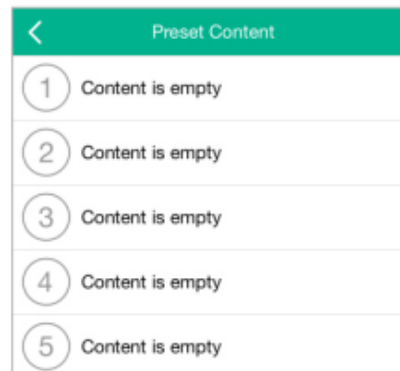 Preset Content
1 Content is empty
2 Content is empty
3 Content is empty
4 Content is empty
5 Content is empty